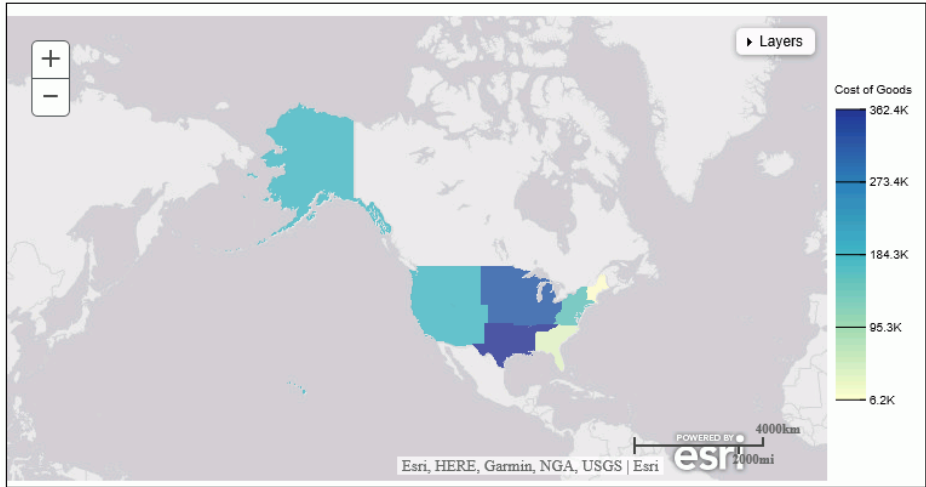 +
−
Layers
Cost of Goods
362.4K
273.4K
184.3K
95.3K
6.2K
4000km
2000mi
POWERED BY
esri
Esri, HERE, Garmin, NGA, USGS | Esri